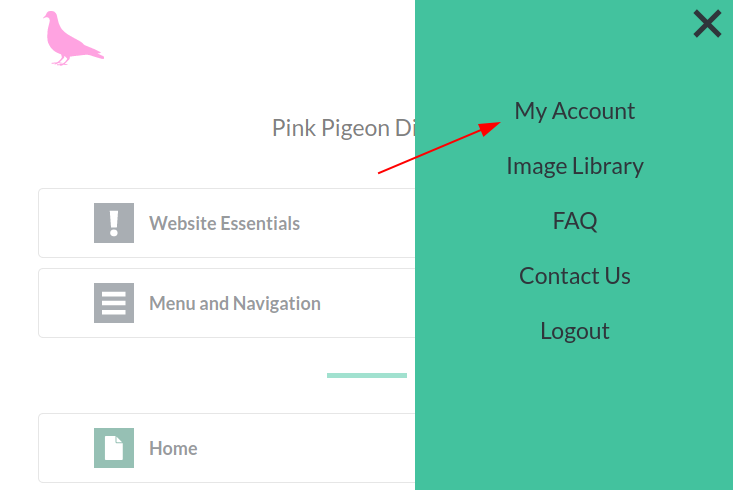 Pink Pigeon Di
Website Essentials
Menu and Navigation
Home
My Account
Image Library
FAQ
Contact Us
Logout